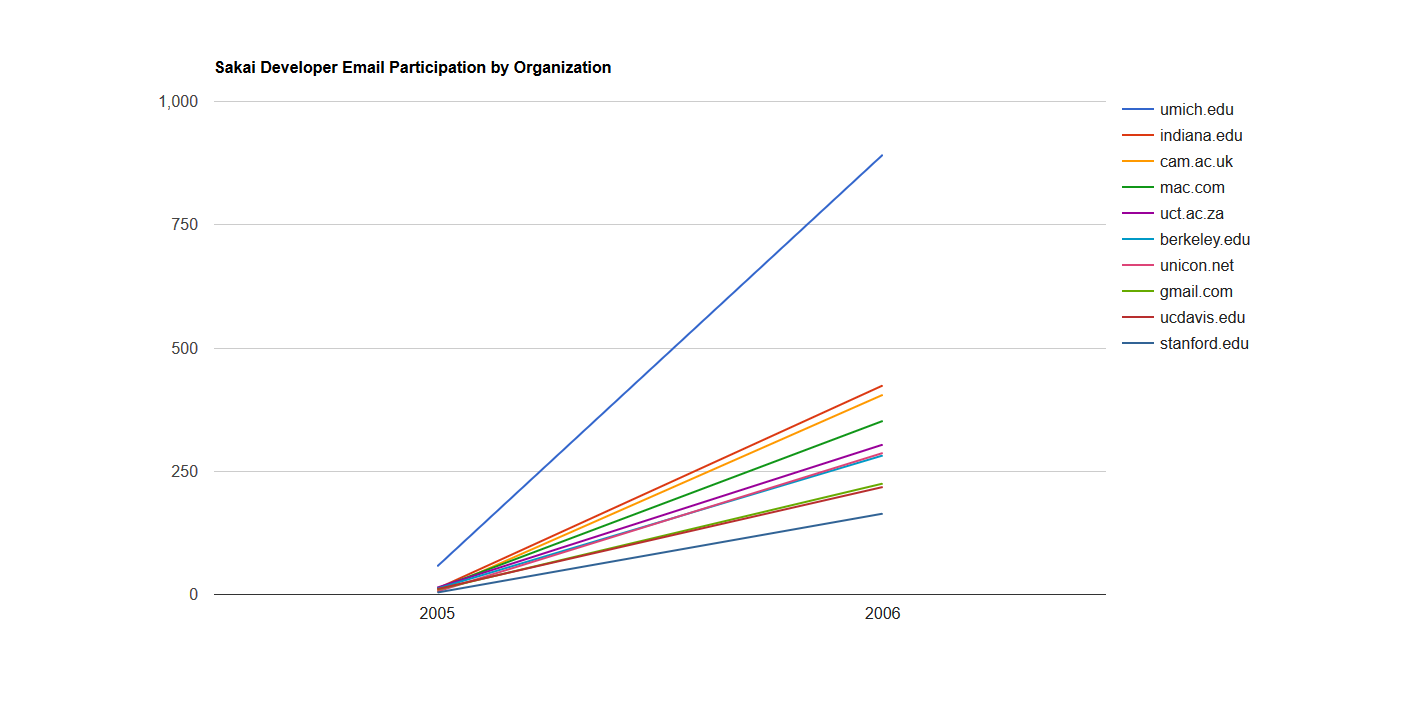 Sakai Developer Email Participation by Organization
1,000
750
500
250
0
2005
2006
umich.edu
indiana.edu
cam.ac.uk
mac.com
uct.ac.za
berkeley.edu
unicon.net
gmail.com
ucdavis.edu
stanford.edu